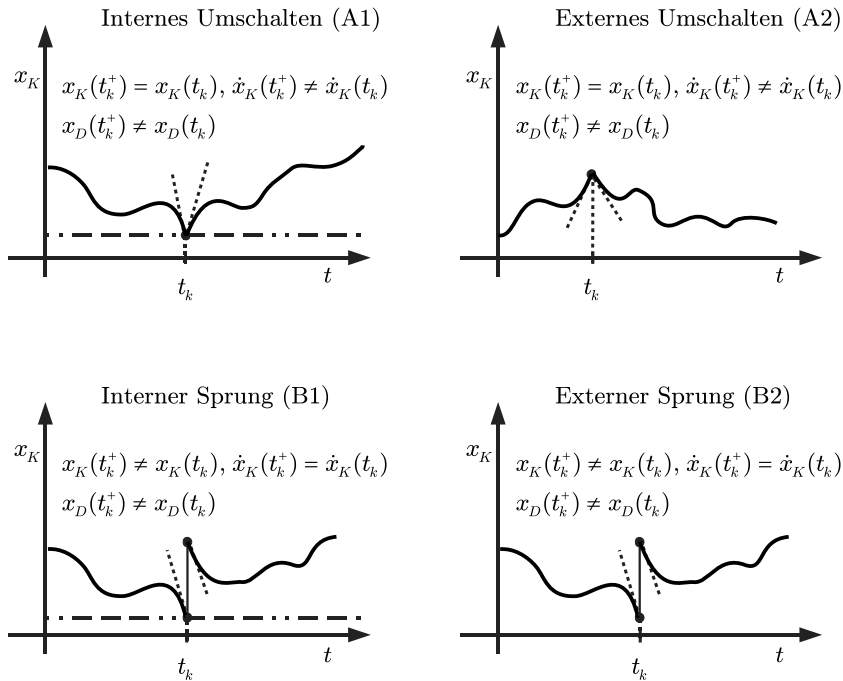 Internes Umschalten (A1)
x_K
x_K(t_k^+) = x_K(t_k), ẋ_K(t_k^+) ≠ ẋ_K(t_k)
x_D(t_k^+) ≠ x_D(t_k)
t
t_k
Externes Umschalten (A2)
x_K
x_K(t_k^+) = x_K(t_k), ẋ_K(t_k^+) ≠ ẋ_K(t_k)
x_D(t_k^+) ≠ x_D(t_k)
t
t_k
Interner Sprung (B1)
x_K
x_K(t_k^+) ≠ x_K(t_k), ẋ_K(t_k^+) = ẋ_K(t_k)
x_D(t_k^+) ≠ x_D(t_k)
t
t_k
Externer Sprung (B2)
x_K
x_K(t_k^+) ≠ x_K(t_k), ẋ_K(t_k^+) = ẋ_K(t_k)
x_D(t_k^+) ≠ x_D(t_k)
t
t_k